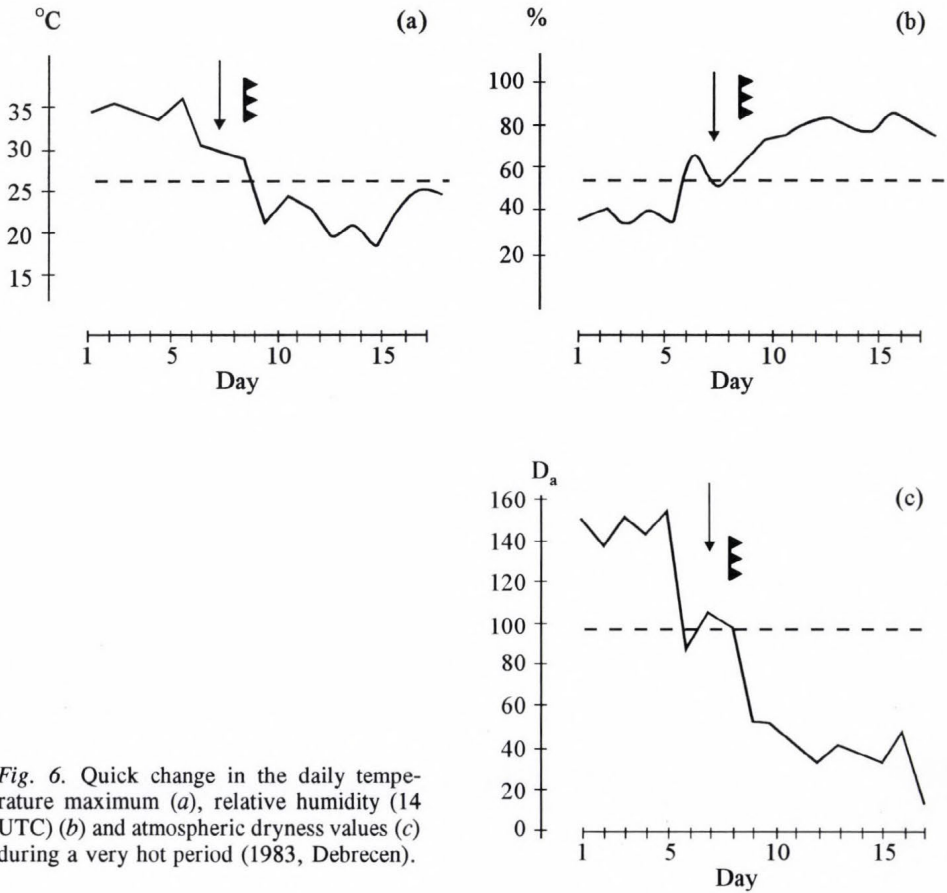 °C
(a)
35
30
25
20
15
1 5 10 15
Day
%
(b)
100
80
60
40
20
1 5 10 15
Day
Da
(c)
160
140
120
100
80
60
40
20
0
1 5 10 15
Day
Fig. 6. Quick change in the daily tempe-
rature maximum (a), relative humidity (14
UTC) (b) and atmospheric dryness values (c)
during a very hot period (1983, Debrecen).